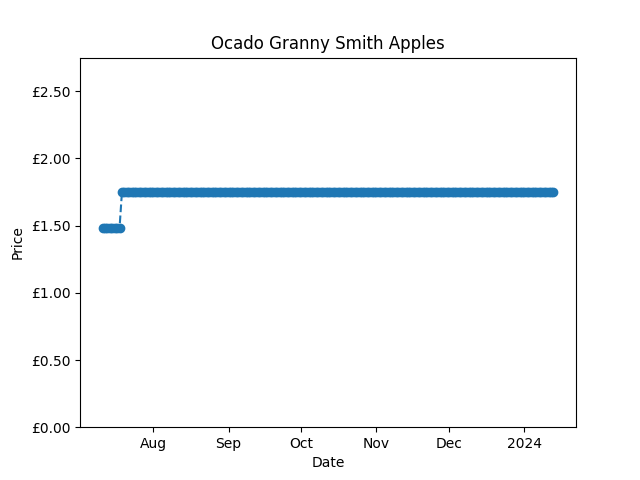 Ocado Granny Smith Apples
£2.50
£2.00
£1.50
£1.00
£0.50
£0.00
Price
Aug Sep Oct Nov Dec 2024
Date